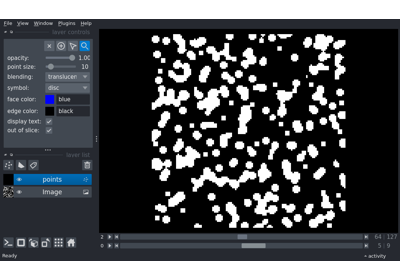 File View Window Plugins Help
layer controls
opacity: 1.00
point size: 10
blending: translucen
symbol: disc
face color: blue
edge color: black
display text:
out of slice:
layer list
points
Image
2 64 127
0 5 9
Ready activity